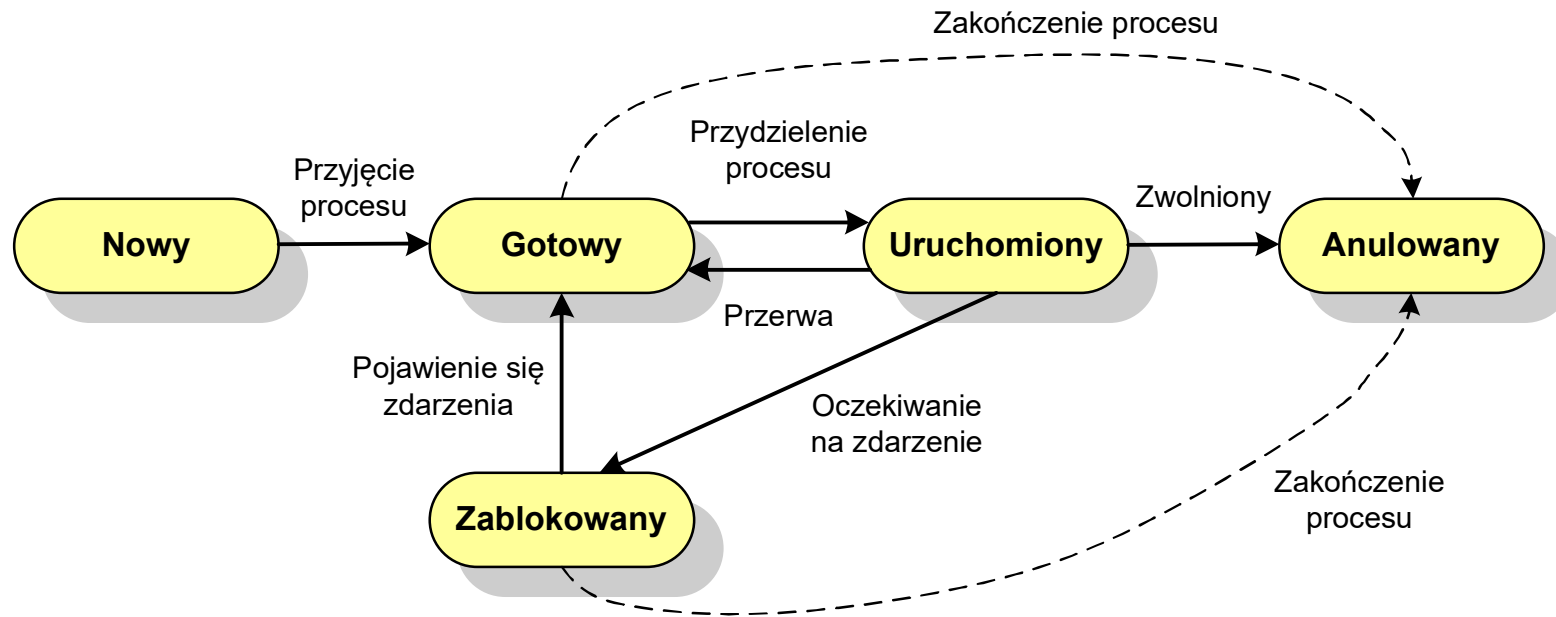 Zakończenie procesu
Przydzielenie
procesu
Przyjęcie
procesu
Zwolniony
Nowy
Gotowy
Uruchomiony
Anulowany
Przerwa
Pojawienie się
zdarzenia
Oczekiwanie
na zdarzenie
Zablokowany
Zakończenie
procesu